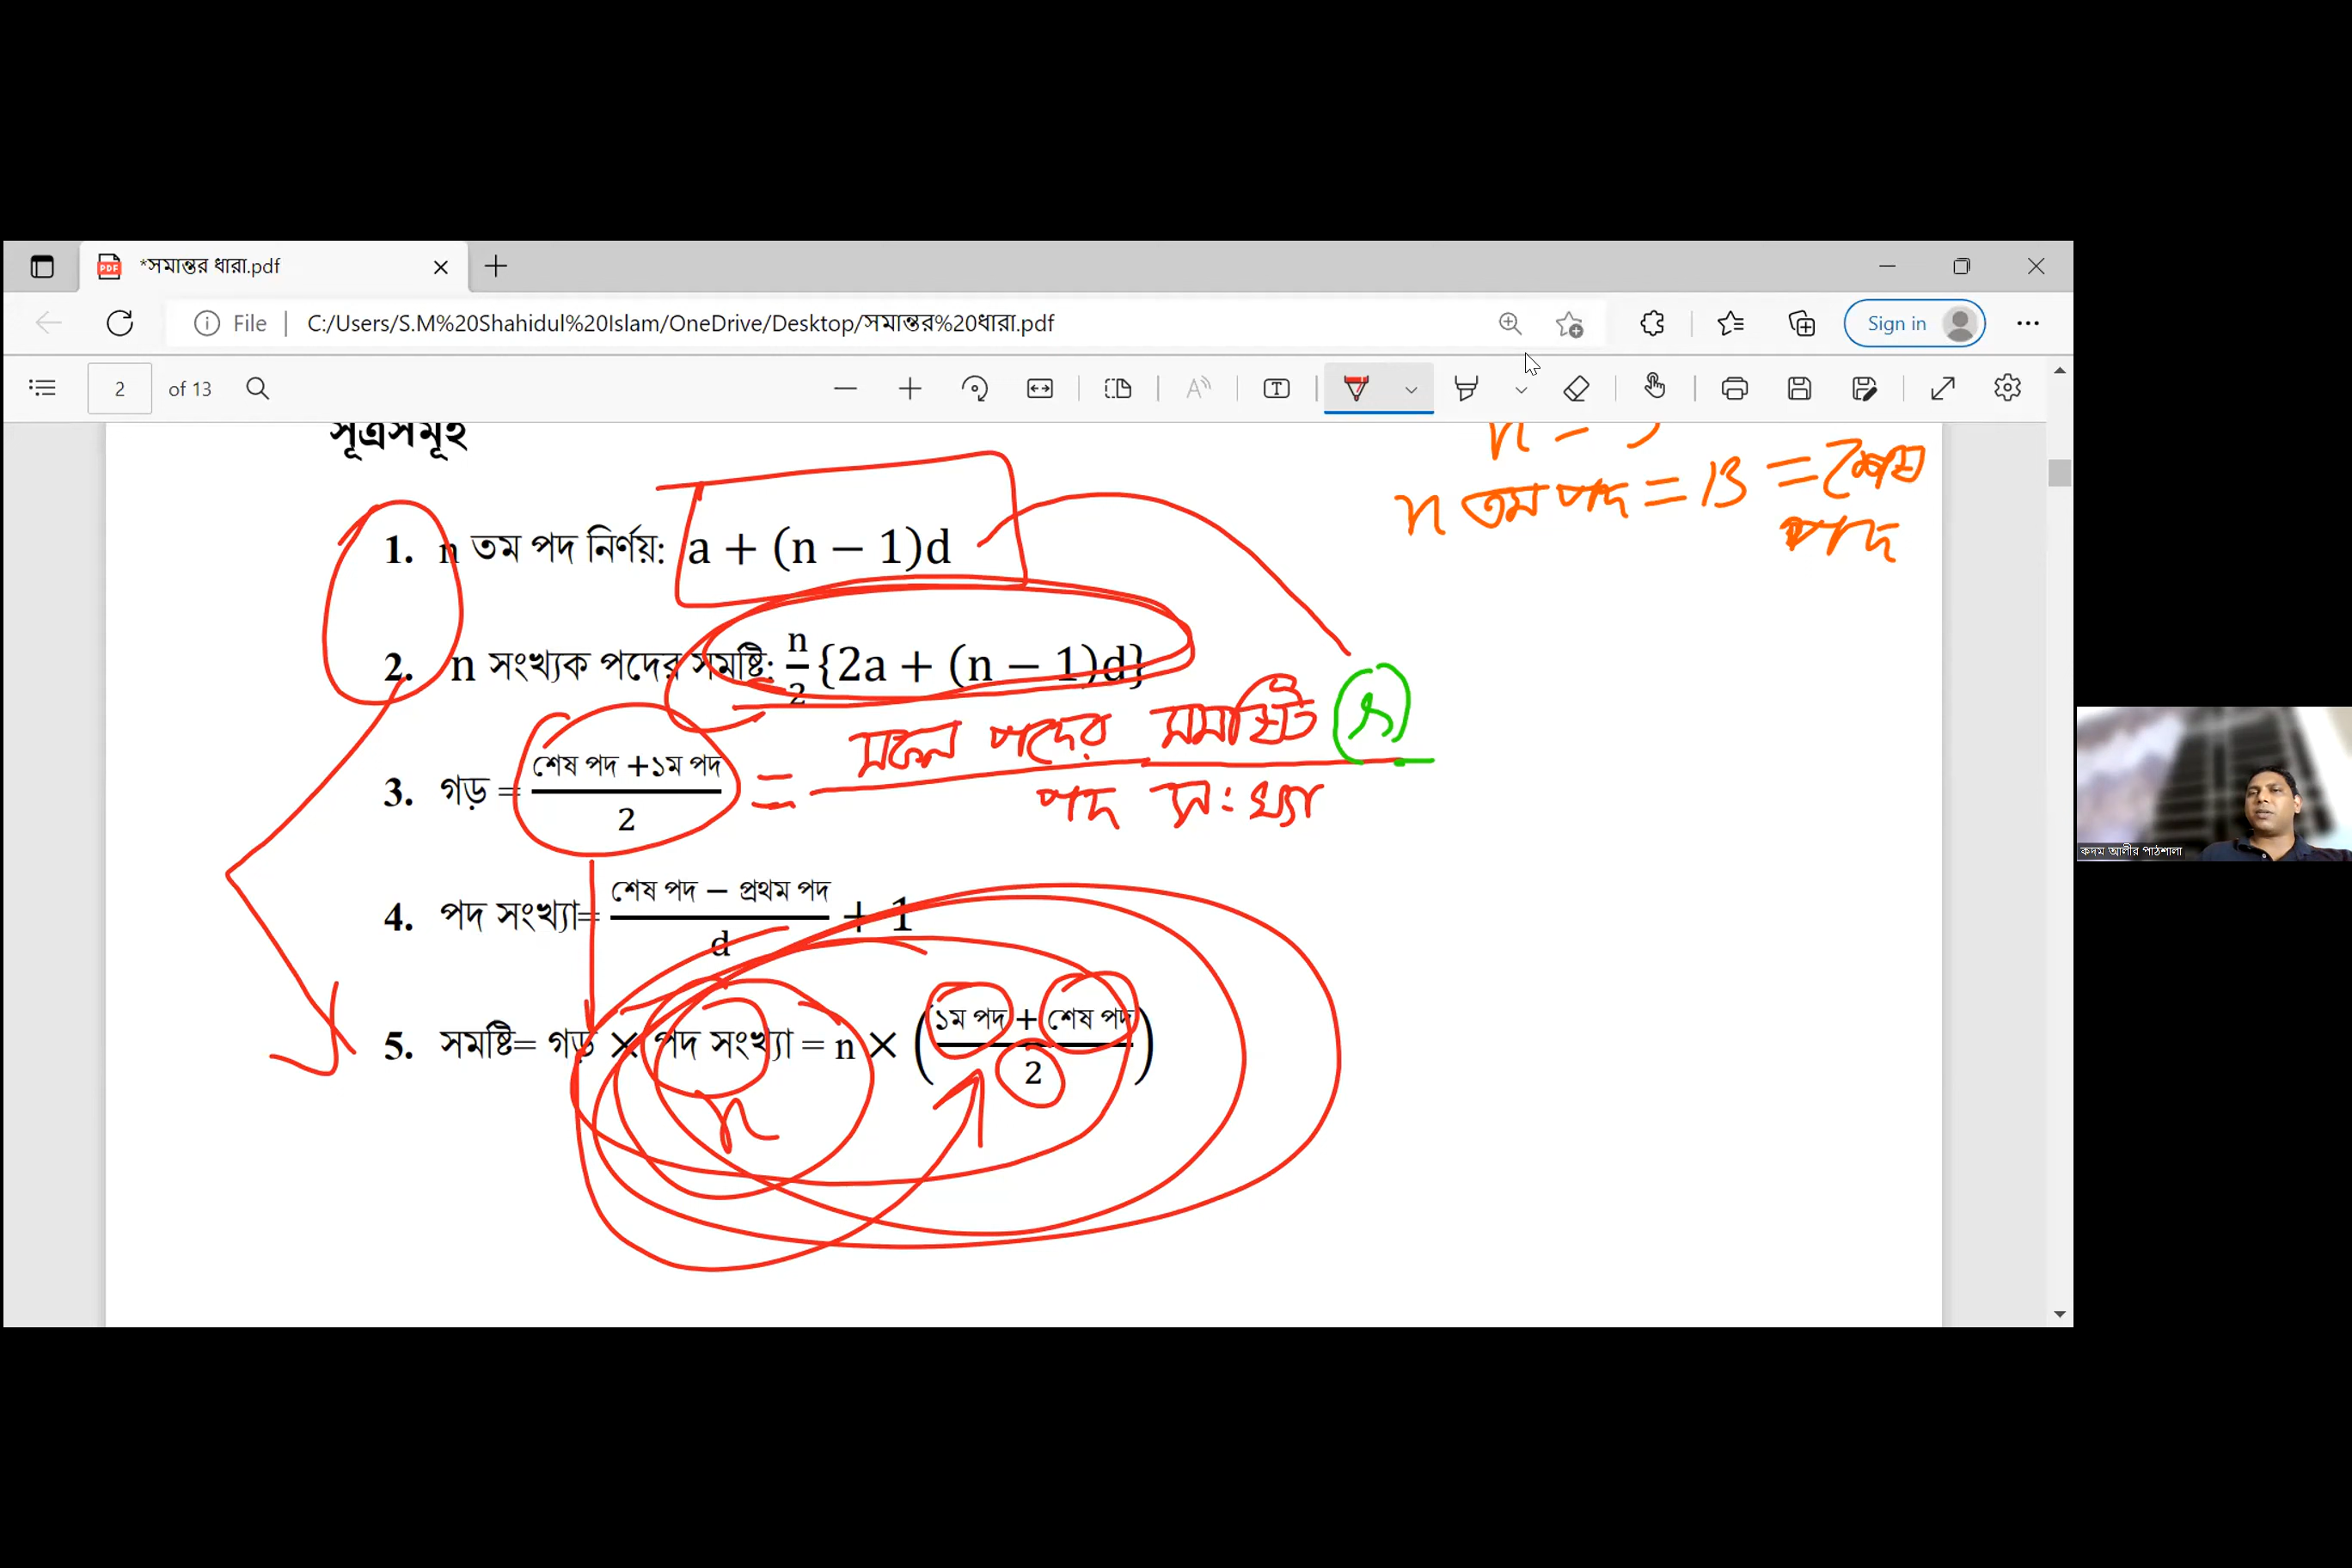 *সমান্তর ধারা.pdf
File C:/Users/S.M%20Shahidul%20Islam/OneDrive/Desktop/সমান্তর%20ধারা.pdf Sign in
2 of 13
সূত্রসমূহ
n তম পদ = 13 = শেষ
পদ
1. n তম পদ নির্ণয়: a + (n − 1)d
2. n সংখ্যক পদের সমষ্টি: n/2 {2a + (n − 1)d}
3. গড় = শেষ পদ +১ম পদ / 2 = সকল পদের সমষ্টি (S) / পদ সংখ্যা
4. পদ সংখ্যা= শেষ পদ − প্রথম পদ / d + 1
5. সমষ্টি= গড় × পদ সংখ্যা = n × (১ম পদ + শেষ পদ / 2)
n
কদম আলীর পাঠশালা